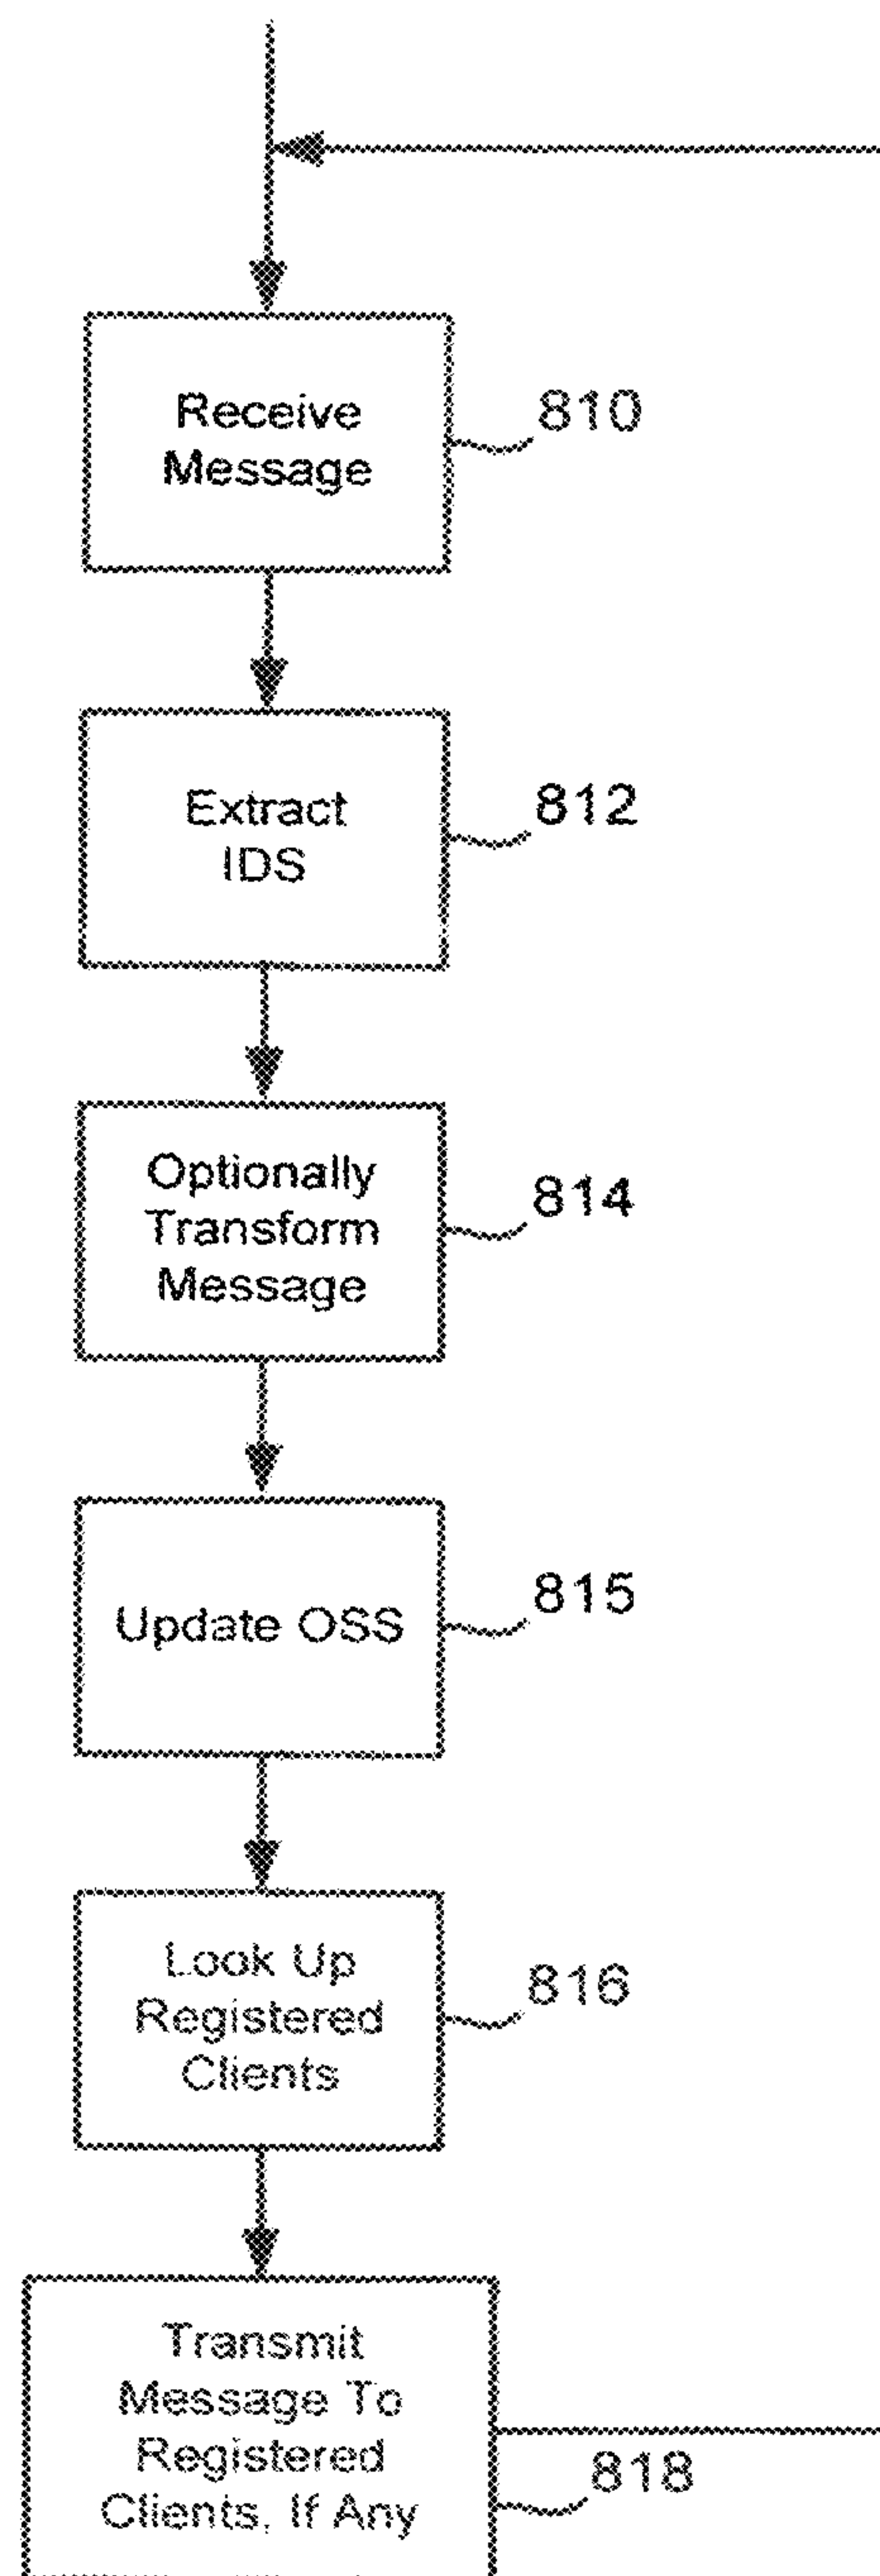 Receive
Message
810
Extract
IDS
812
Optionally
Transform
Message
814
Update OSS
815
Look Up
Registered
Clients
816
Transmit
Message To
Registered
Clients, If Any
818